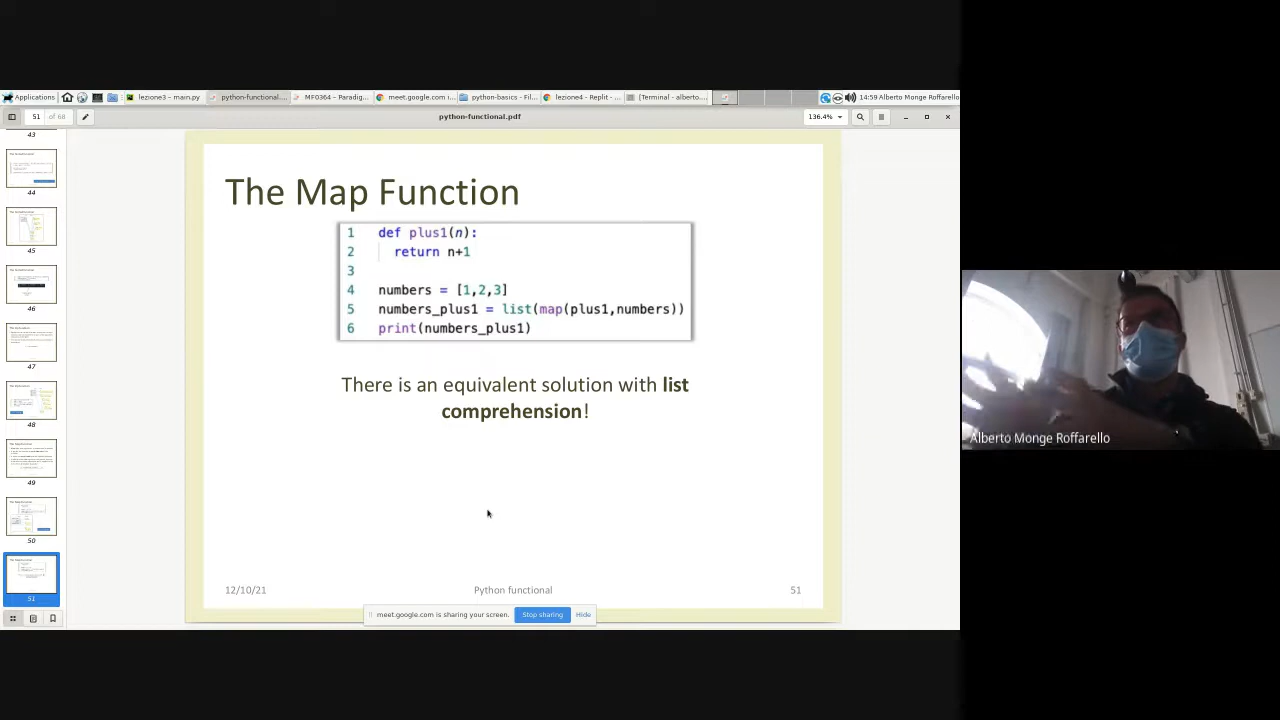 Applications
lezione3 – main.py
python-functional....
MF0364 – Paradig...
meet.google.com i...
python-basics - Fil...
lezione4 - Replit - ...
[Terminal - alberto....
14:59 Alberto Monge Roffarello
51 of 68
python-functional.pdf
136.4%
43
44
45
46
47
48
49
50
51
The Map Function
1 def plus1(n):
2 return n+1
3
4 numbers = [1,2,3]
5 numbers_plus1 = list(map(plus1,numbers))
6 print(numbers_plus1)
There is an equivalent solution with list
comprehension!
12/10/21
Python functional
51
meet.google.com is sharing your screen.
Stop sharing
Hide
Alberto Monge Roffarello